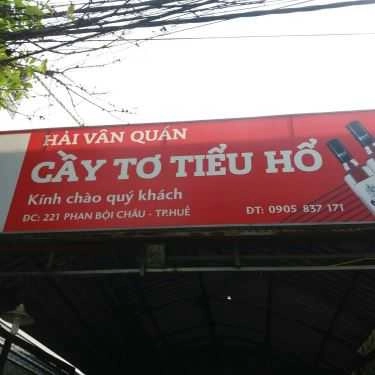 HẢI VÂN QUÁN
CẦY TƠ TIỂU HỔ
Kính chào quý khách
ĐC: 221 PHAN BỘI CHÂU - TP.HUẾ
ĐT: 0905 837 171